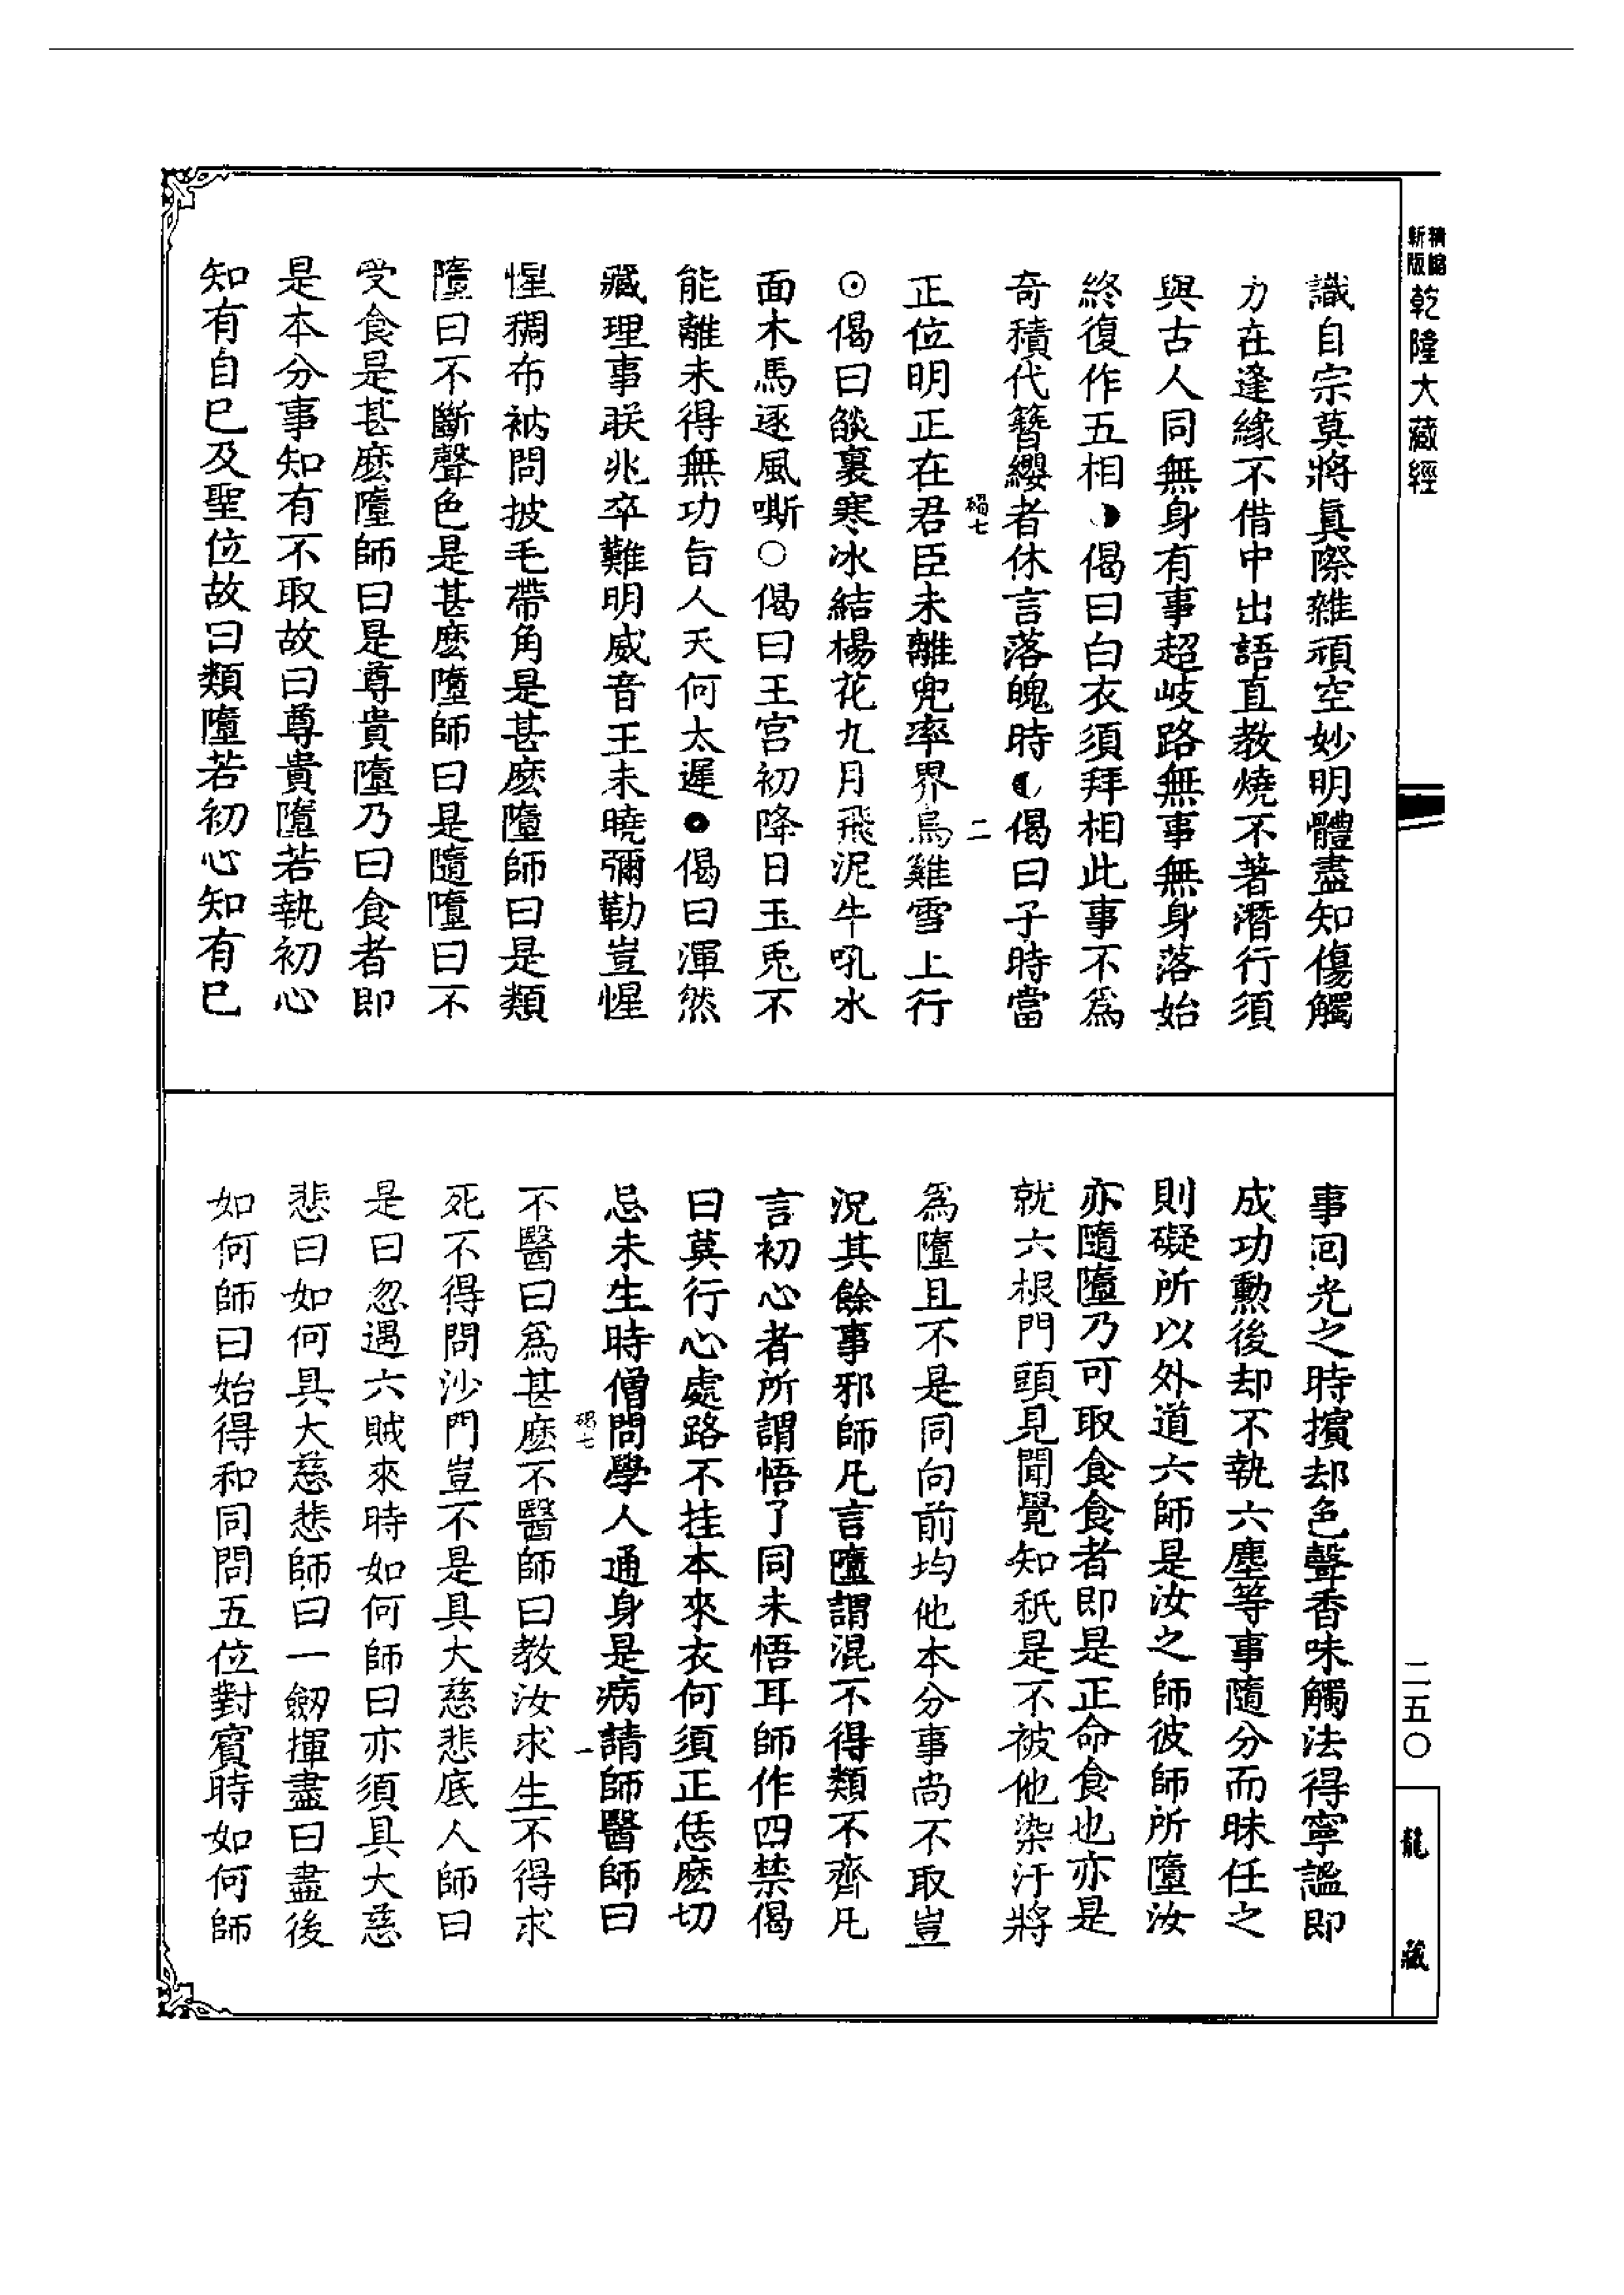 新版
精縮
乾隆大藏經
識自宗莫將真際雜頑空妙明體盡知傷觸
力在逢緣不借中出語直教燒不著潛行須
與古人同無身有事超岐路無事無身落始
終復作五相◗偈曰白衣須拜相此事不為
奇積代簪纓者休言落魄時◖偈曰子時當
正位明正在君臣未離兜率界烏雞雪上行
⊙偈曰燄裏寒冰結楊花九月飛泥牛吼水
面木馬逐風嘶○偈曰王宮初降日玉兎不
能離未得無功旨人天何太遲●偈曰渾然
藏理事朕兆卒難明威音王未曉彌勒豈惺
惺稠布衲問披毛帶角是甚麼墮師曰是類
墮曰不斷聲色是甚麼墮師曰是隨墮曰不
受食是甚麼墮師曰是尊貴墮乃曰食者即
是本分事知有不取故曰尊貴墮若執初心
知有自己及聖位故曰類墮若初心知有己
二
事回光之時擯却色聲香味觸法得寧謐即
成功勲後却不執六塵等事隨分而昧任之
則礙所以外道六師是汝之師彼師所墮汝
亦隨墮乃可取食食者即是正命食也亦是
就六根門頭見聞覺知秖是不被他染汙將
為墮且不是同向前均他本分事尚不取豈
況其餘事邪師凡言墮謂混不得類不齊凡
言初心者所謂悟了同未悟耳師作四禁偈
曰莫行心處路不挂本來衣何須正恁麼切
忌未生時僧問學人通身是病請師醫師曰
不醫曰為甚麼不醫師曰教汝求生不得求
死不得問沙門豈不是具大慈悲底人師曰
是曰忽遇六賊來時如何師曰亦須具大慈
悲曰如何具大慈悲師曰一劒揮盡曰盡後
如何師曰始得和同問五位對賓時如何師
一
二五〇
龍藏